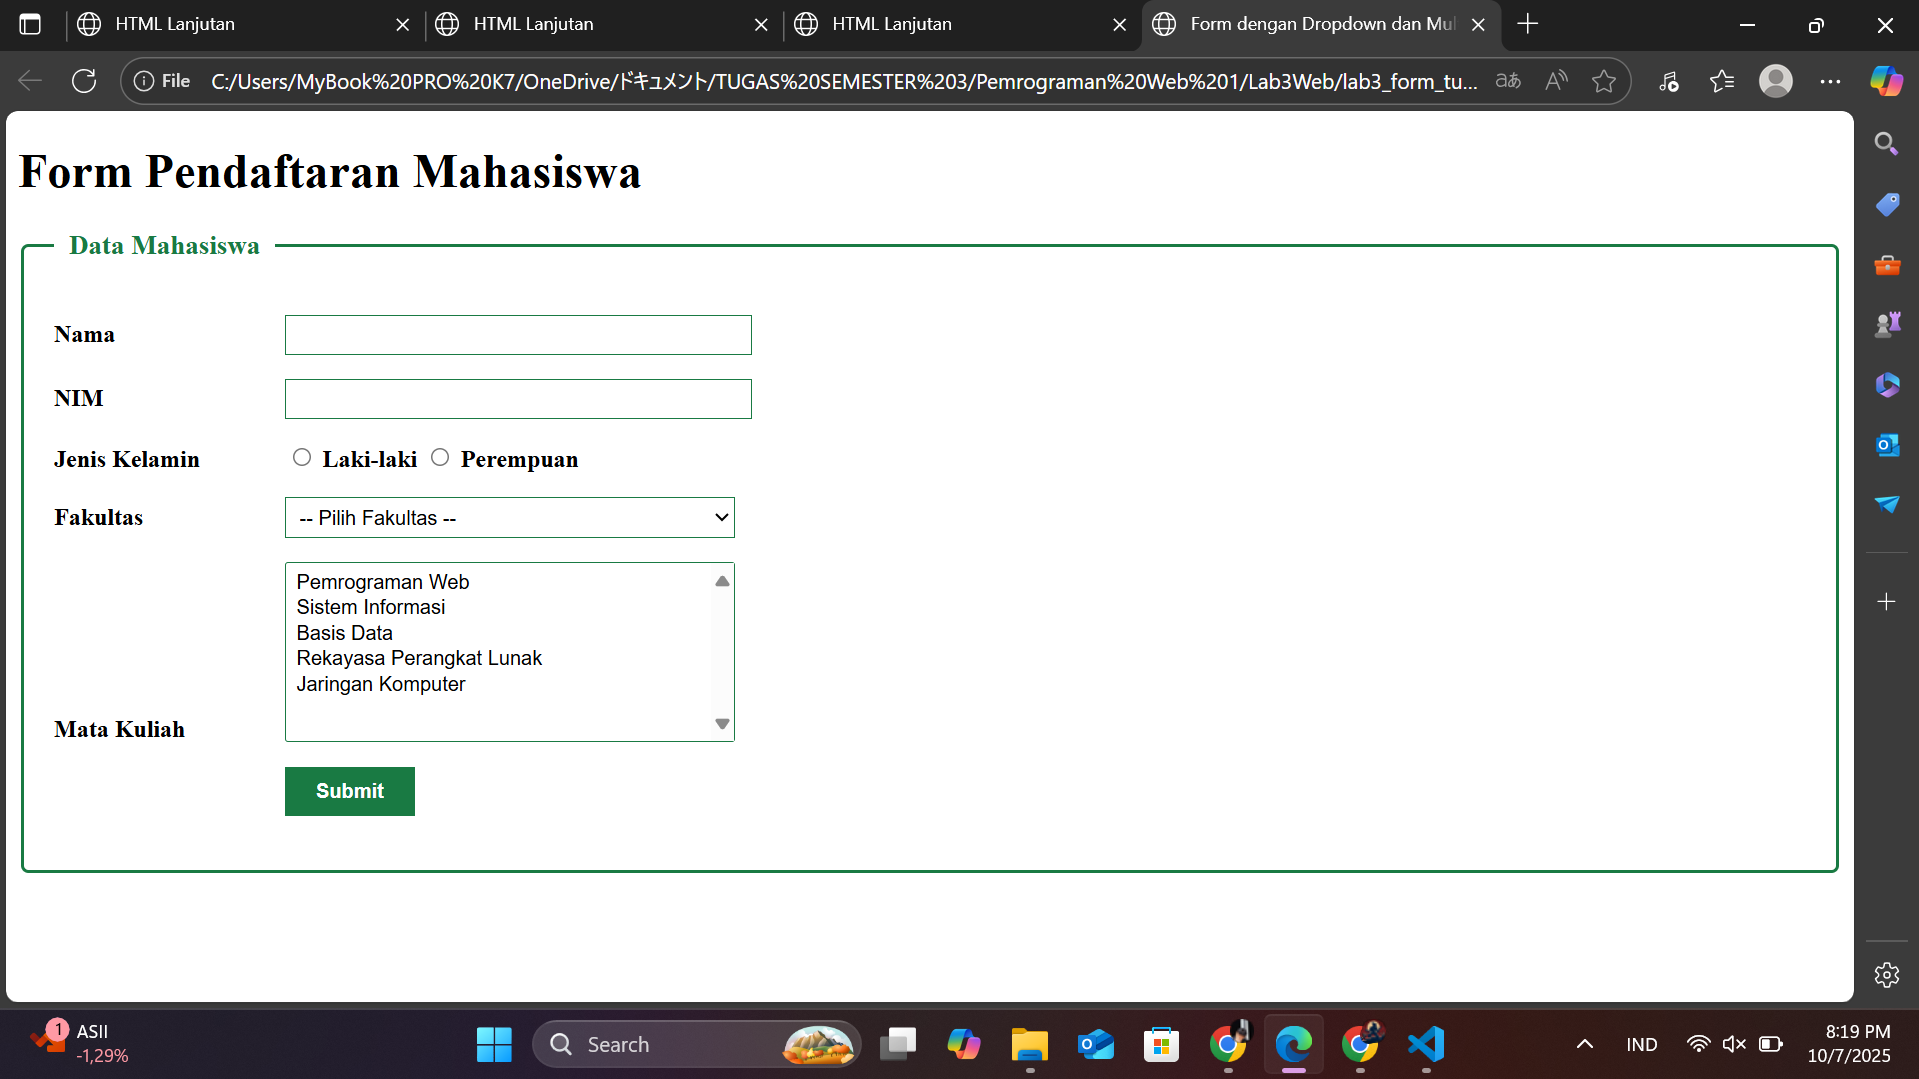 HTML Lanjutan
HTML Lanjutan
HTML Lanjutan
Form dengan Dropdown dan Mul
File C:/Users/MyBook%20PRO%20K7/OneDrive/ドキュメント/TUGAS%20SEMESTER%203/Pemrograman%20Web%201/Lab3Web/lab3_form_tu...
Form Pendaftaran Mahasiswa
Data Mahasiswa
Nama
NIM
Jenis Kelamin Laki-laki Perempuan
Fakultas -- Pilih Fakultas --
Pemrograman Web
Sistem Informasi
Basis Data
Rekayasa Perangkat Lunak
Jaringan Komputer
Mata Kuliah
Submit
1 ASII
-1,29%
Search
IND
8:19 PM
10/7/2025